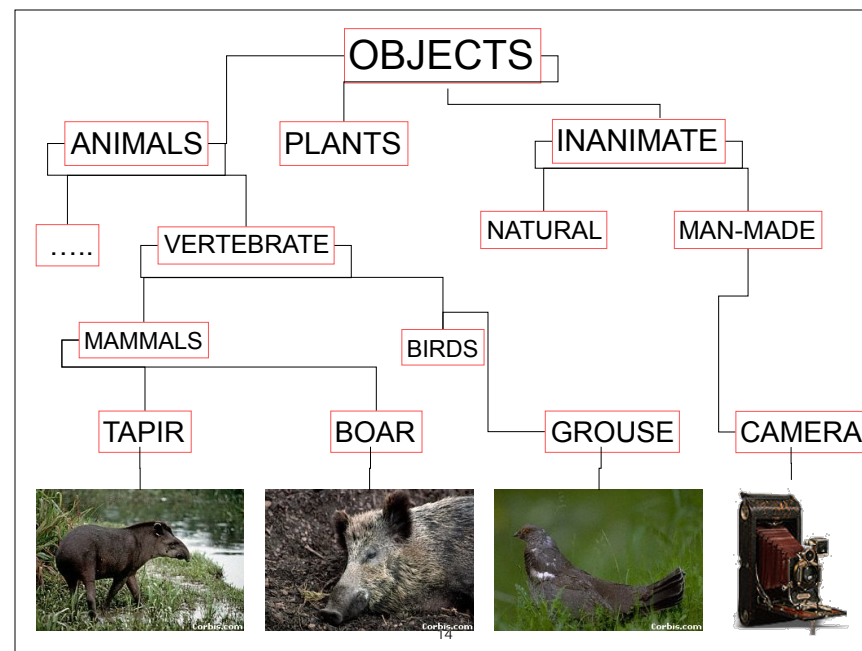 OBJECTS
ANIMALS
PLANTS
INANIMATE
…..
VERTEBRATE
NATURAL
MAN-MADE
MAMMALS
BIRDS
TAPIR
BOAR
GROUSE
CAMERA
Corbis.com
Corbis.com
Corbis.com
14